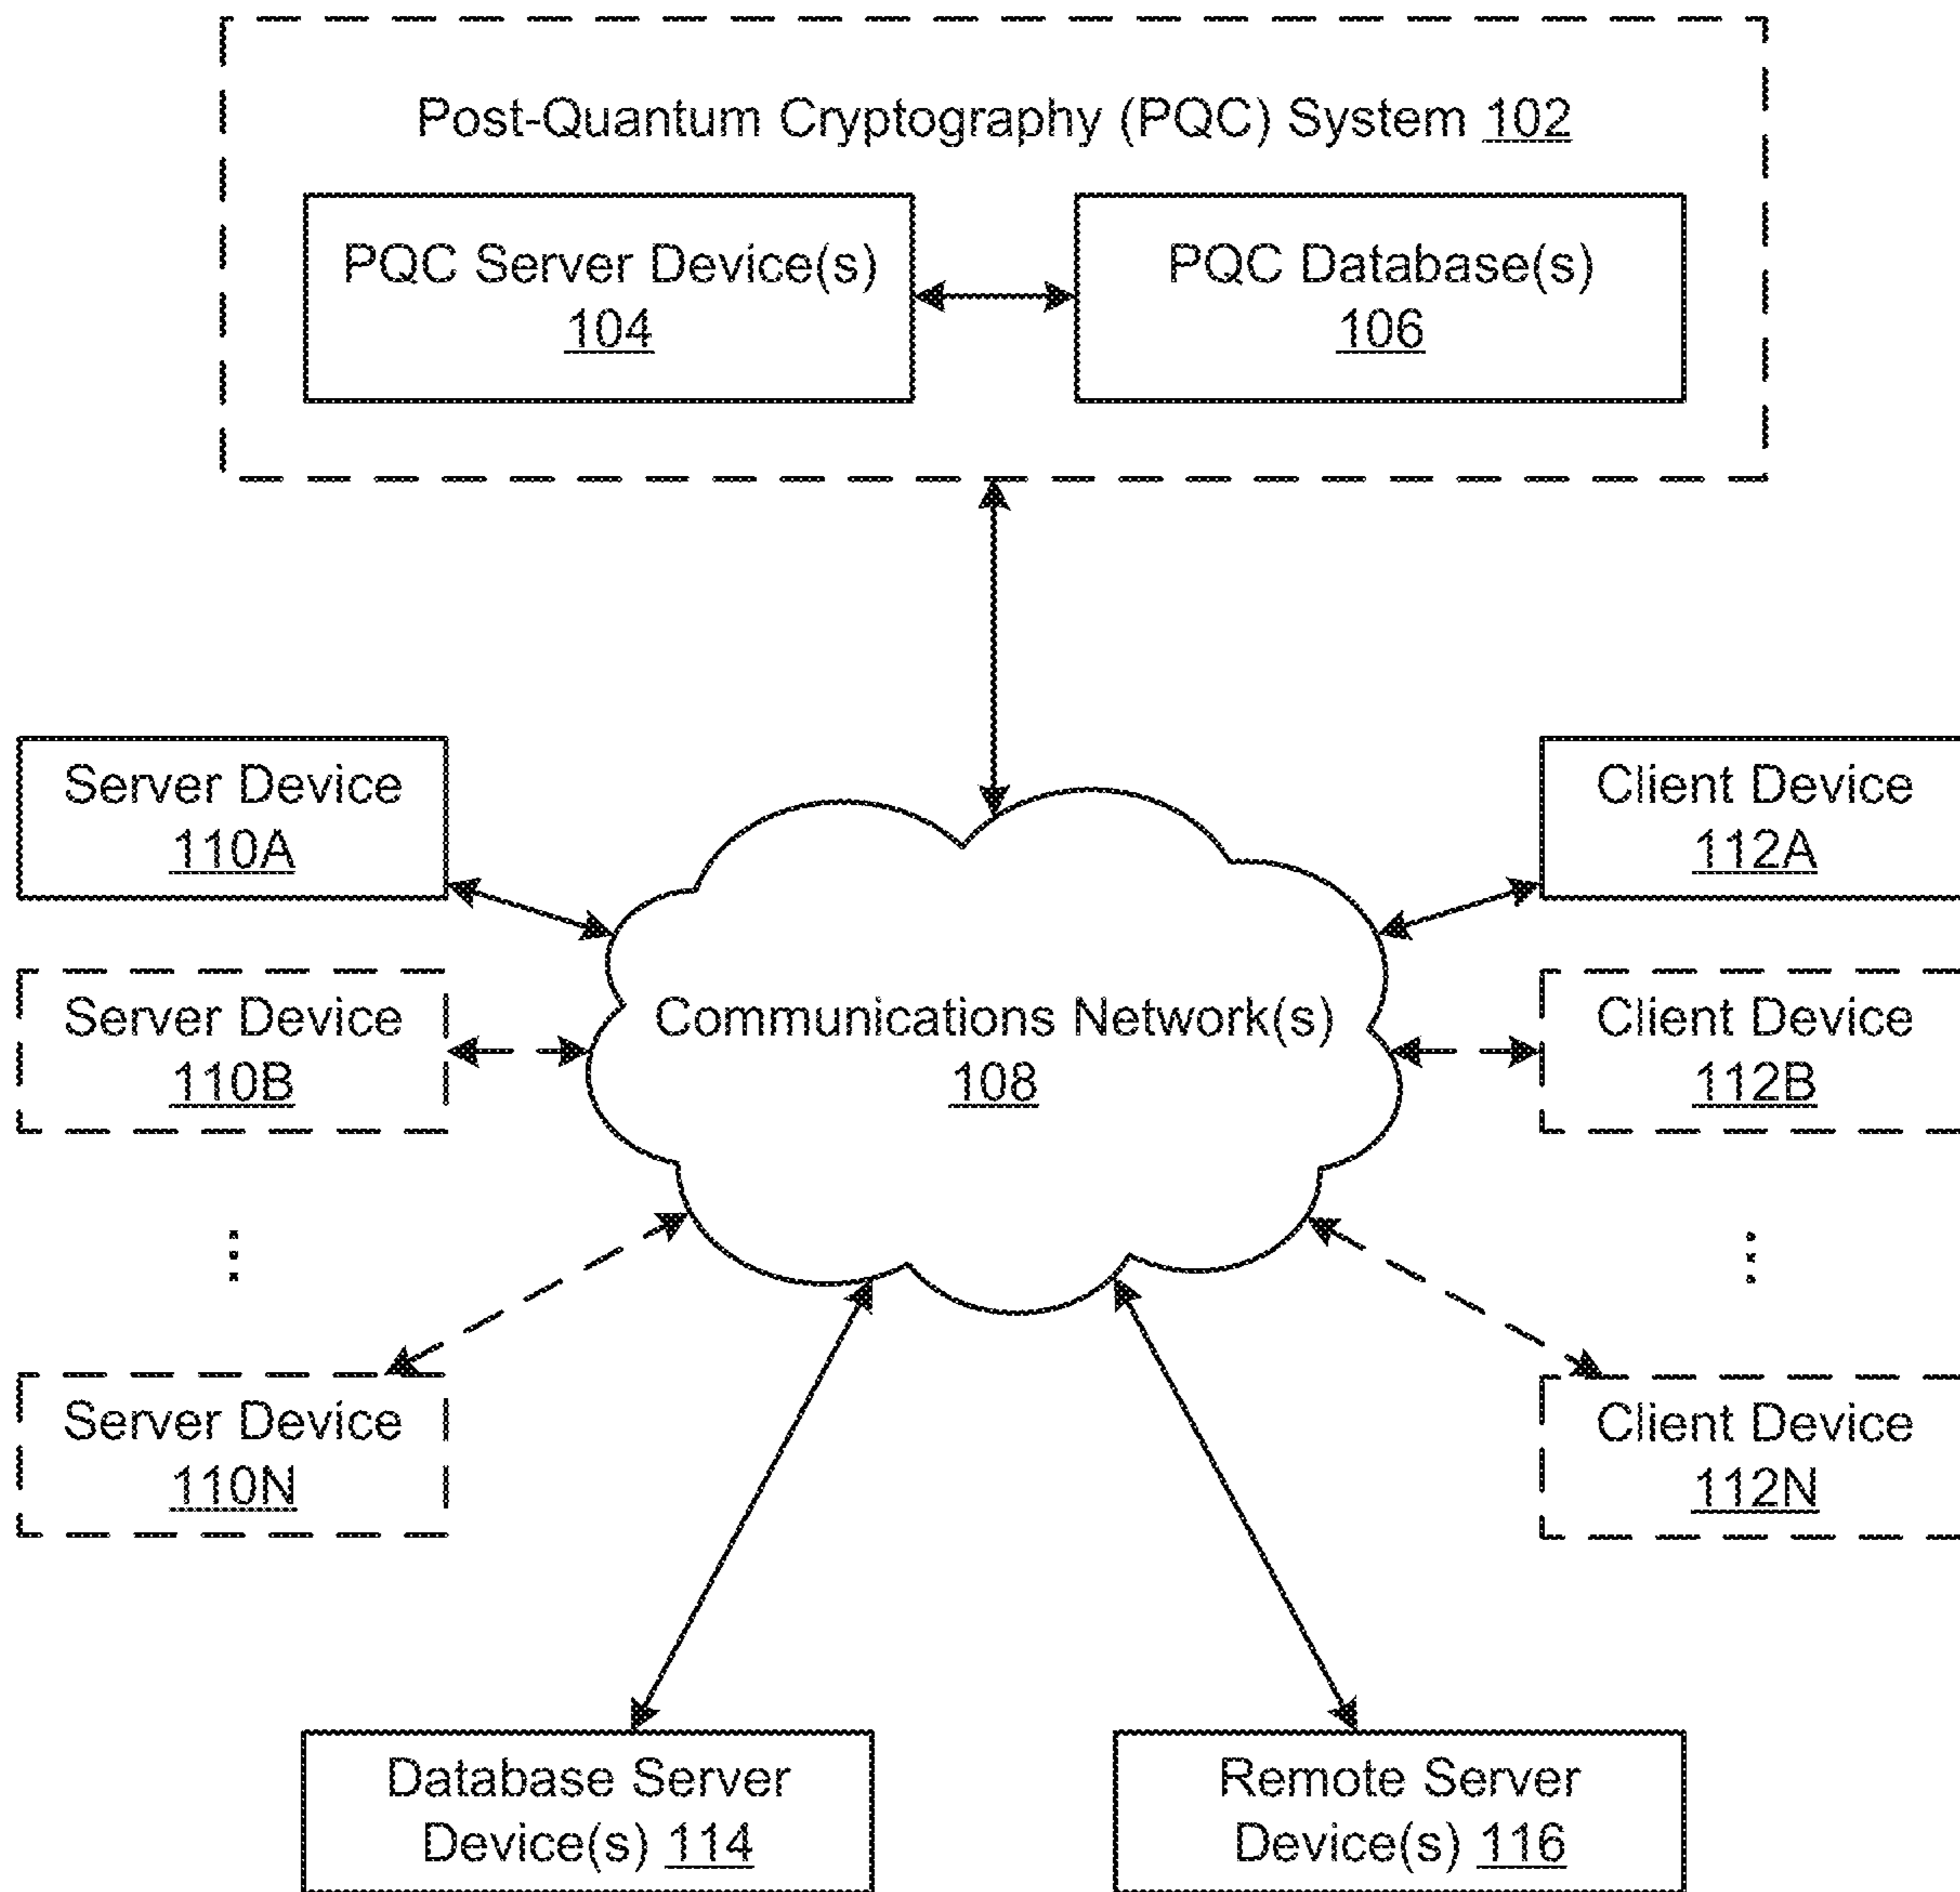 Post-Quantum Cryptography (PQC) System 102
PQC Server Device(s)
104
PQC Database(s)
106
Server Device
110A
Client Device
112A
Server Device
110B
Communications Network(s)
108
Client Device
112B
Server Device
110N
Client Device
112N
Database Server
Device(s) 114
Remote Server
Device(s) 116